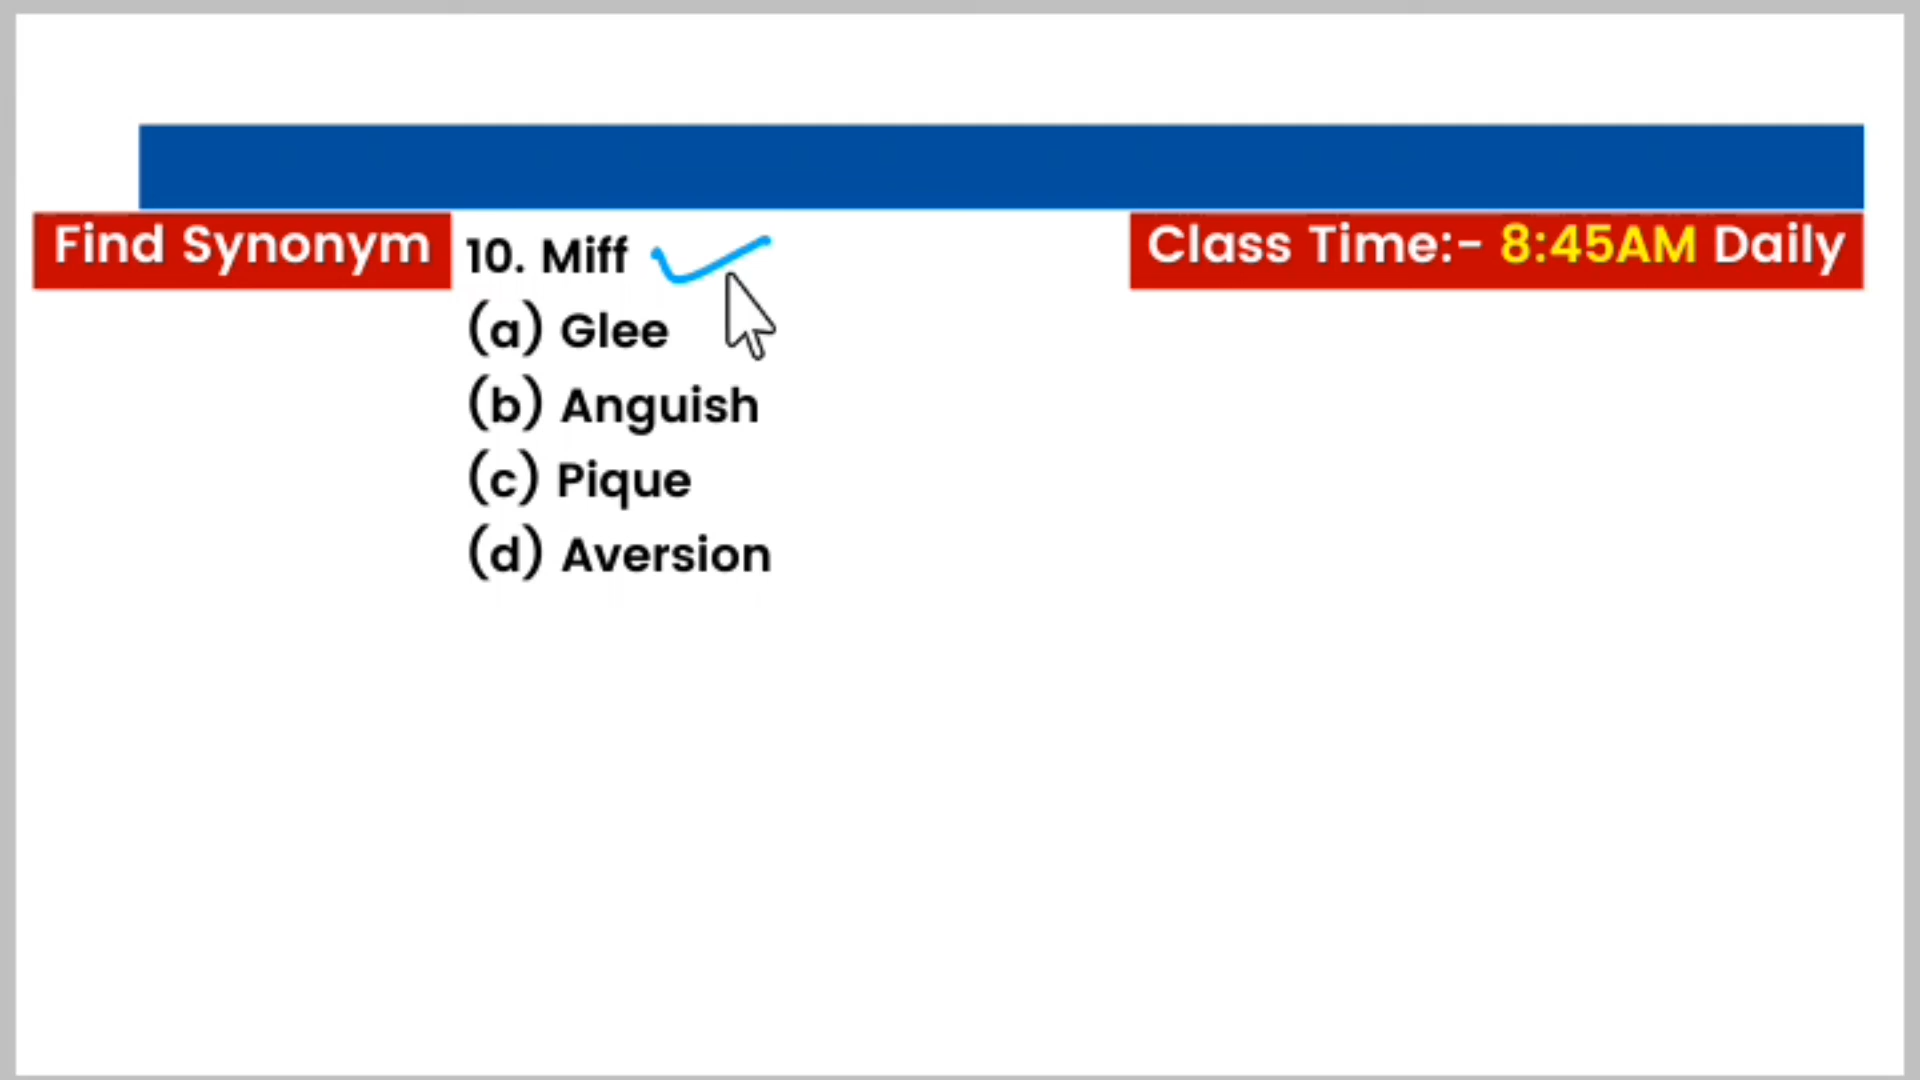 Find Synonym
10. Miff
Class Time:- 8:45AM Daily
(a) Glee
(b) Anguish
(c) Pique
(d) Aversion